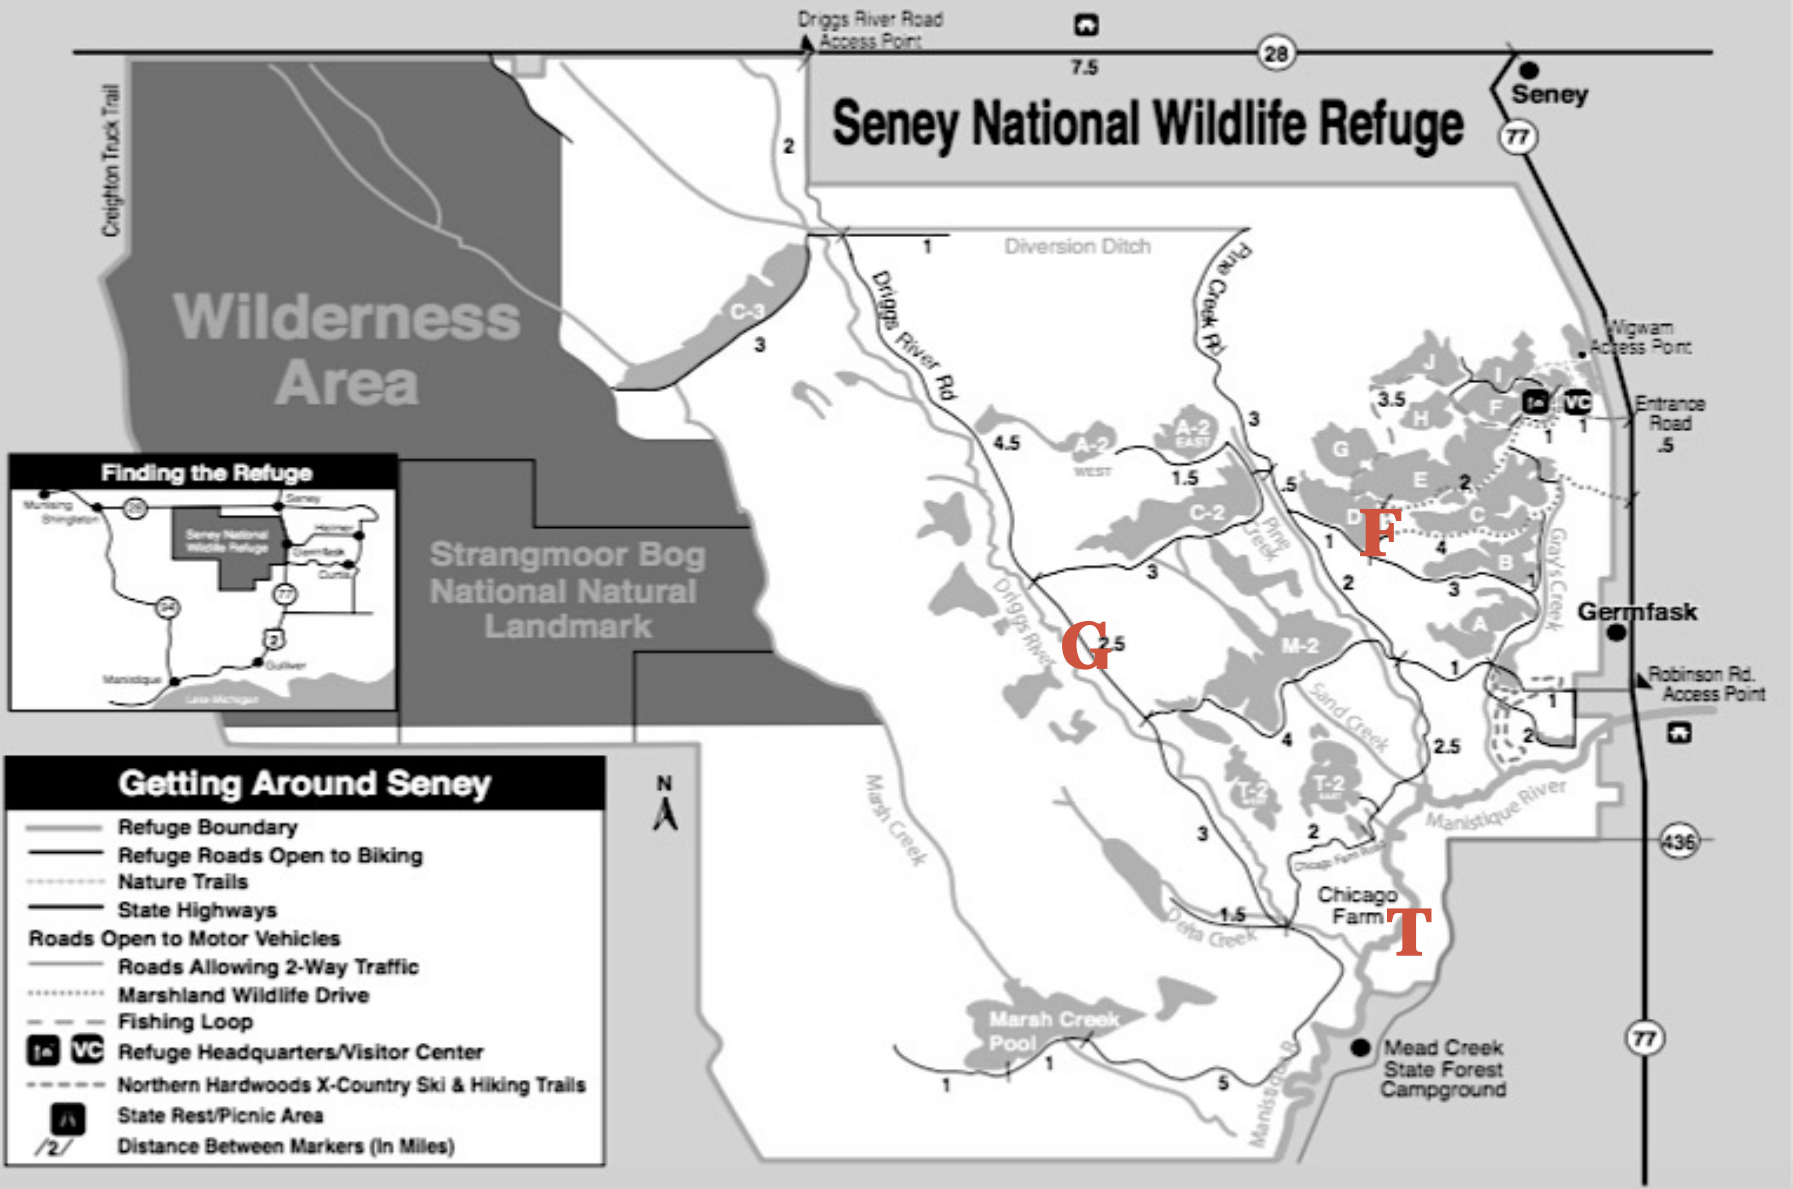 Driggs River Road
Access Point
28
7.5
Seney
Seney National Wildlife Refuge
77
Creighton Truck Trail
2
1
Diversion Ditch
Pine Creek Rd
Driggs River Rd
Wilderness
Area
C-3
3
Wigwam
Access Point
J
I
3.5
H
F
VC
Entrance
Road
.5
1
1
3
4.5
A-2
WEST
A-2
EAST
1.5
G
E
2
.5
C-2
D
F
C
4
1
Pine
Creek
B
3
1
2
3
Gray's Creek
Germfask
A
Finding the Refuge
Munising
Shingleton
28
Seney
Seney National
Wildlife Refuge
Helmer
Germfask
Curtis
77
94
2
Gulliver
Manistique
Lake Michigan
Strangmoor Bog
National Natural
Landmark
Driggs River
G
2.5
M-2
1
Robinson Rd.
Access Point
1
2
Sand Creek
4
2.5
T-2
WEST
T-2
EAST
Manistique River
436
Marsh Creek
3
2
Chicago Farm Road
Chicago
Farm
T
1.5
Delta Creek
Marsh Creek
Pool
1
1
5
Manistique R.
Mead Creek
State Forest
Campground
77
N
Getting Around Seney
Refuge Boundary
Refuge Roads Open to Biking
Nature Trails
State Highways
Roads Open to Motor Vehicles
Roads Allowing 2-Way Traffic
Marshland Wildlife Drive
Fishing Loop
VC Refuge Headquarters/Visitor Center
Northern Hardwoods X-Country Ski & Hiking Trails
State Rest/Picnic Area
/2/ Distance Between Markers (In Miles)